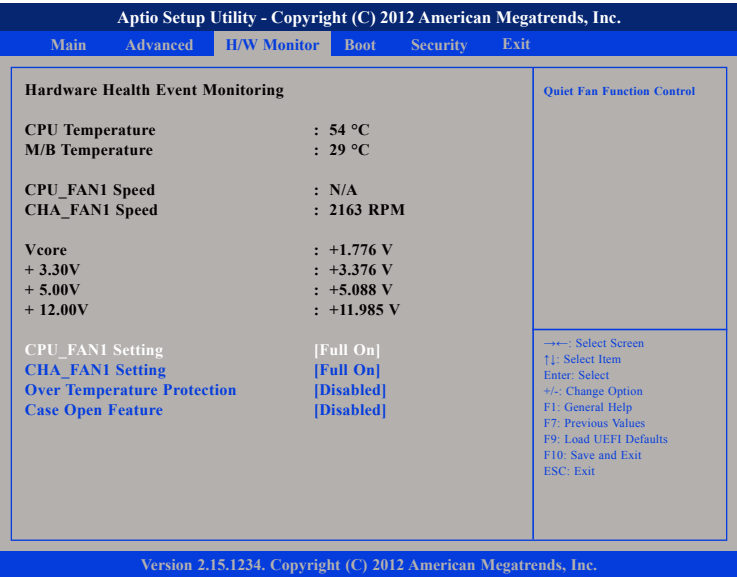 Aptio Setup Utility - Copyright (C) 2012 American Megatrends, Inc.
Main Advanced H/W Monitor Boot Security Exit
Hardware Health Event Monitoring
CPU Temperature : 54 °C
M/B Temperature : 29 °C
CPU_FAN1 Speed : N/A
CHA_FAN1 Speed : 2163 RPM
Vcore : +1.776 V
+ 3.30V : +3.376 V
+ 5.00V : +5.088 V
+ 12.00V : +11.985 V
CPU_FAN1 Setting [Full On]
CHA_FAN1 Setting [Full On]
Over Temperature Protection [Disabled]
Case Open Feature [Disabled]
Quiet Fan Function Control
→←: Select Screen
↑↓: Select Item
Enter: Select
+/-: Change Option
F1: General Help
F7: Previous Values
F9: Load UEFI Defaults
F10: Save and Exit
ESC: Exit
Version 2.15.1234. Copyright (C) 2012 American Megatrends, Inc.